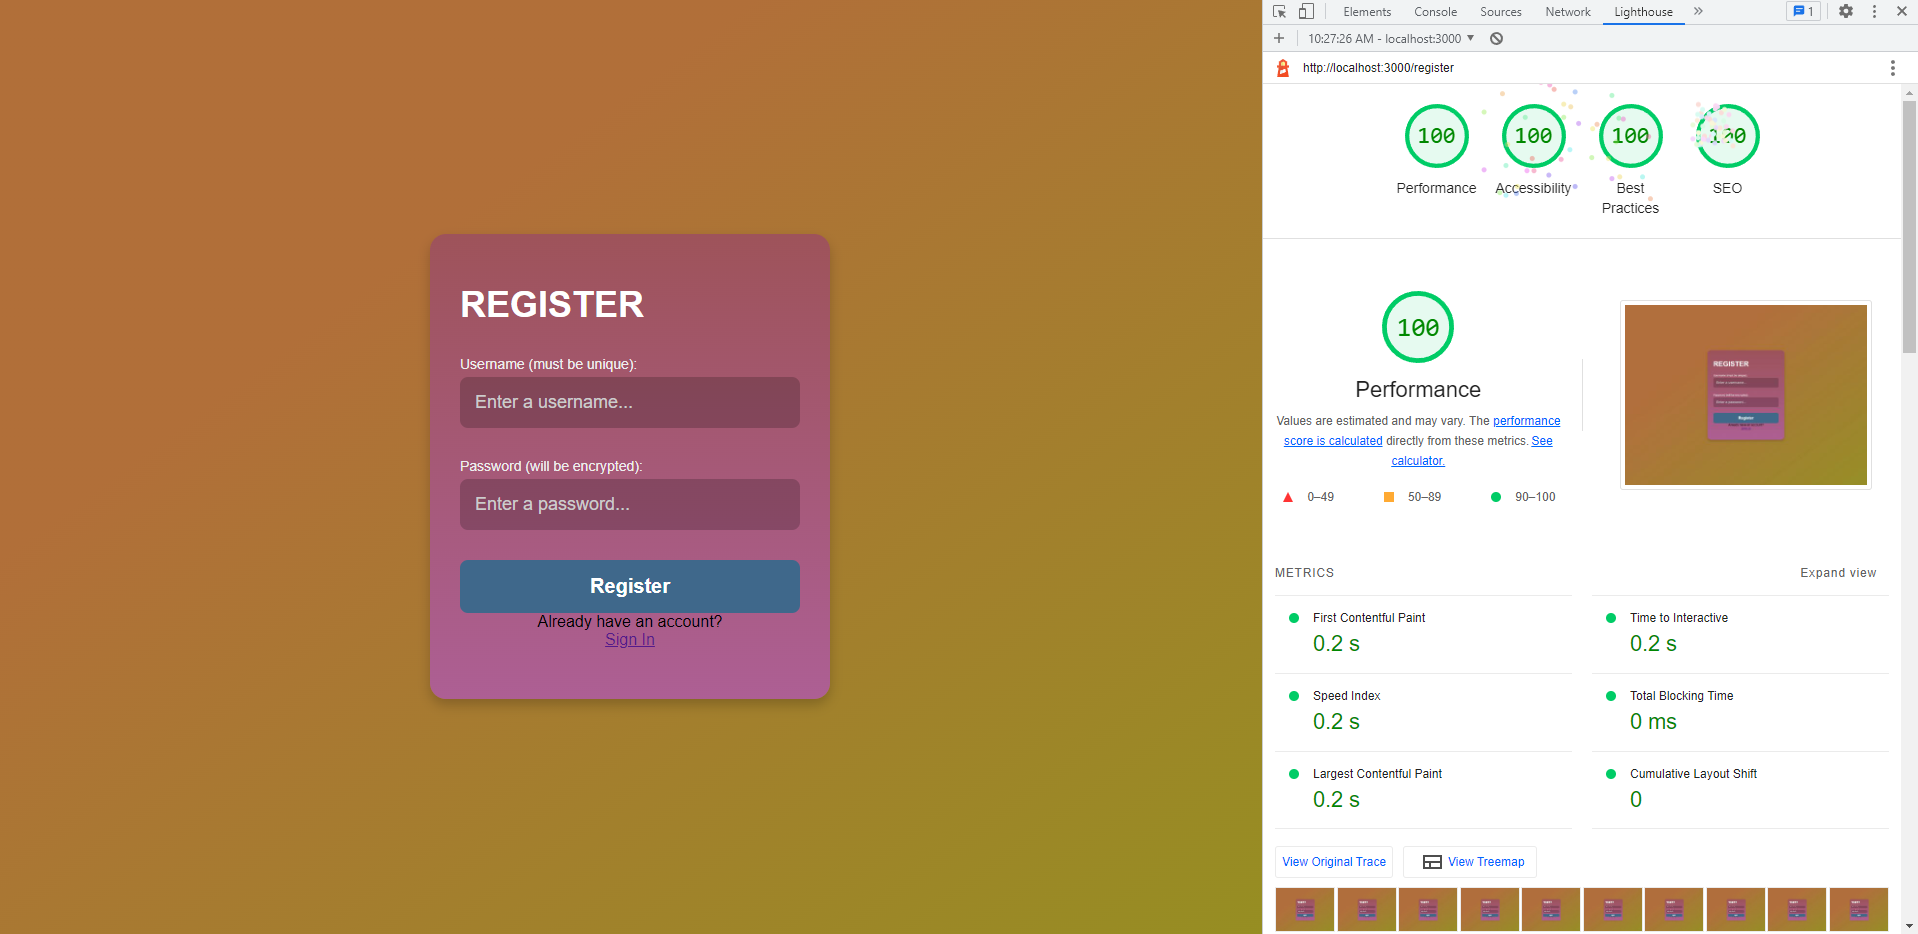 REGISTER
Username (must be unique):
Enter a username...
Password (will be encrypted):
Enter a password...
Register
Already have an account?
Sign In
Elements Console Sources Network Lighthouse 1
10:27:26 AM - localhost:3000
http://localhost:3000/register
100 100 100 100
Performance Accessibility Best Practices SEO
100
Performance
Values are estimated and may vary. The performance
score is calculated directly from these metrics. See
calculator.
0–49 50–89 90–100
REGISTER
Register
METRICS Expand view
First Contentful Paint
0.2 s
Time to Interactive
0.2 s
Speed Index
0.2 s
Total Blocking Time
0 ms
Largest Contentful Paint
0.2 s
Cumulative Layout Shift
0
View Original Trace View Treemap